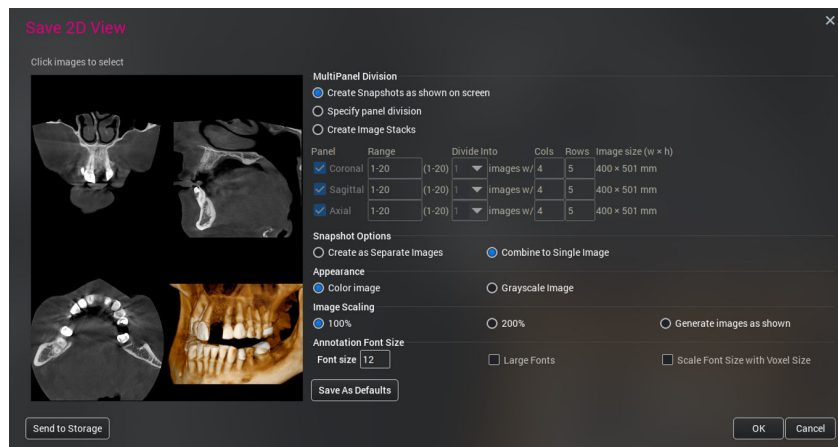 Save 2D View
Click images to select
MultiPanel Division
Create Snapshots as shown on screen
Specify panel division
Create Image Stacks
Panel Range Divide Into Cols Rows Image size (w × h)
Coronal 1-20 (1-20) 1 images w/ 4 5 400 × 501 mm
Sagittal 1-20 (1-20) 1 images w/ 4 5 400 × 501 mm
Axial 1-20 (1-20) 1 images w/ 4 5 400 × 501 mm
Snapshot Options
Create as Separate Images Combine to Single Image
Appearance
Color image Grayscale Image
Image Scaling
100% 200% Generate images as shown
Annotation Font Size
Font size 12 Large Fonts Scale Font Size with Voxel Size
Save As Defaults
Send to Storage OK Cancel